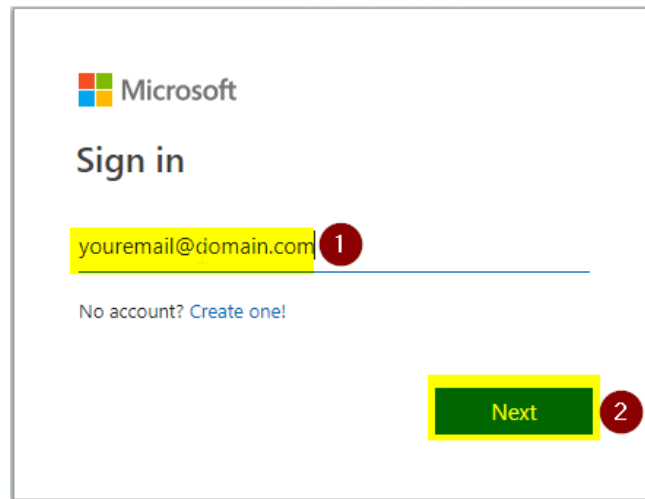 Microsoft
Sign in
youremail@domain.com 1
No account? Create one!
Next 2